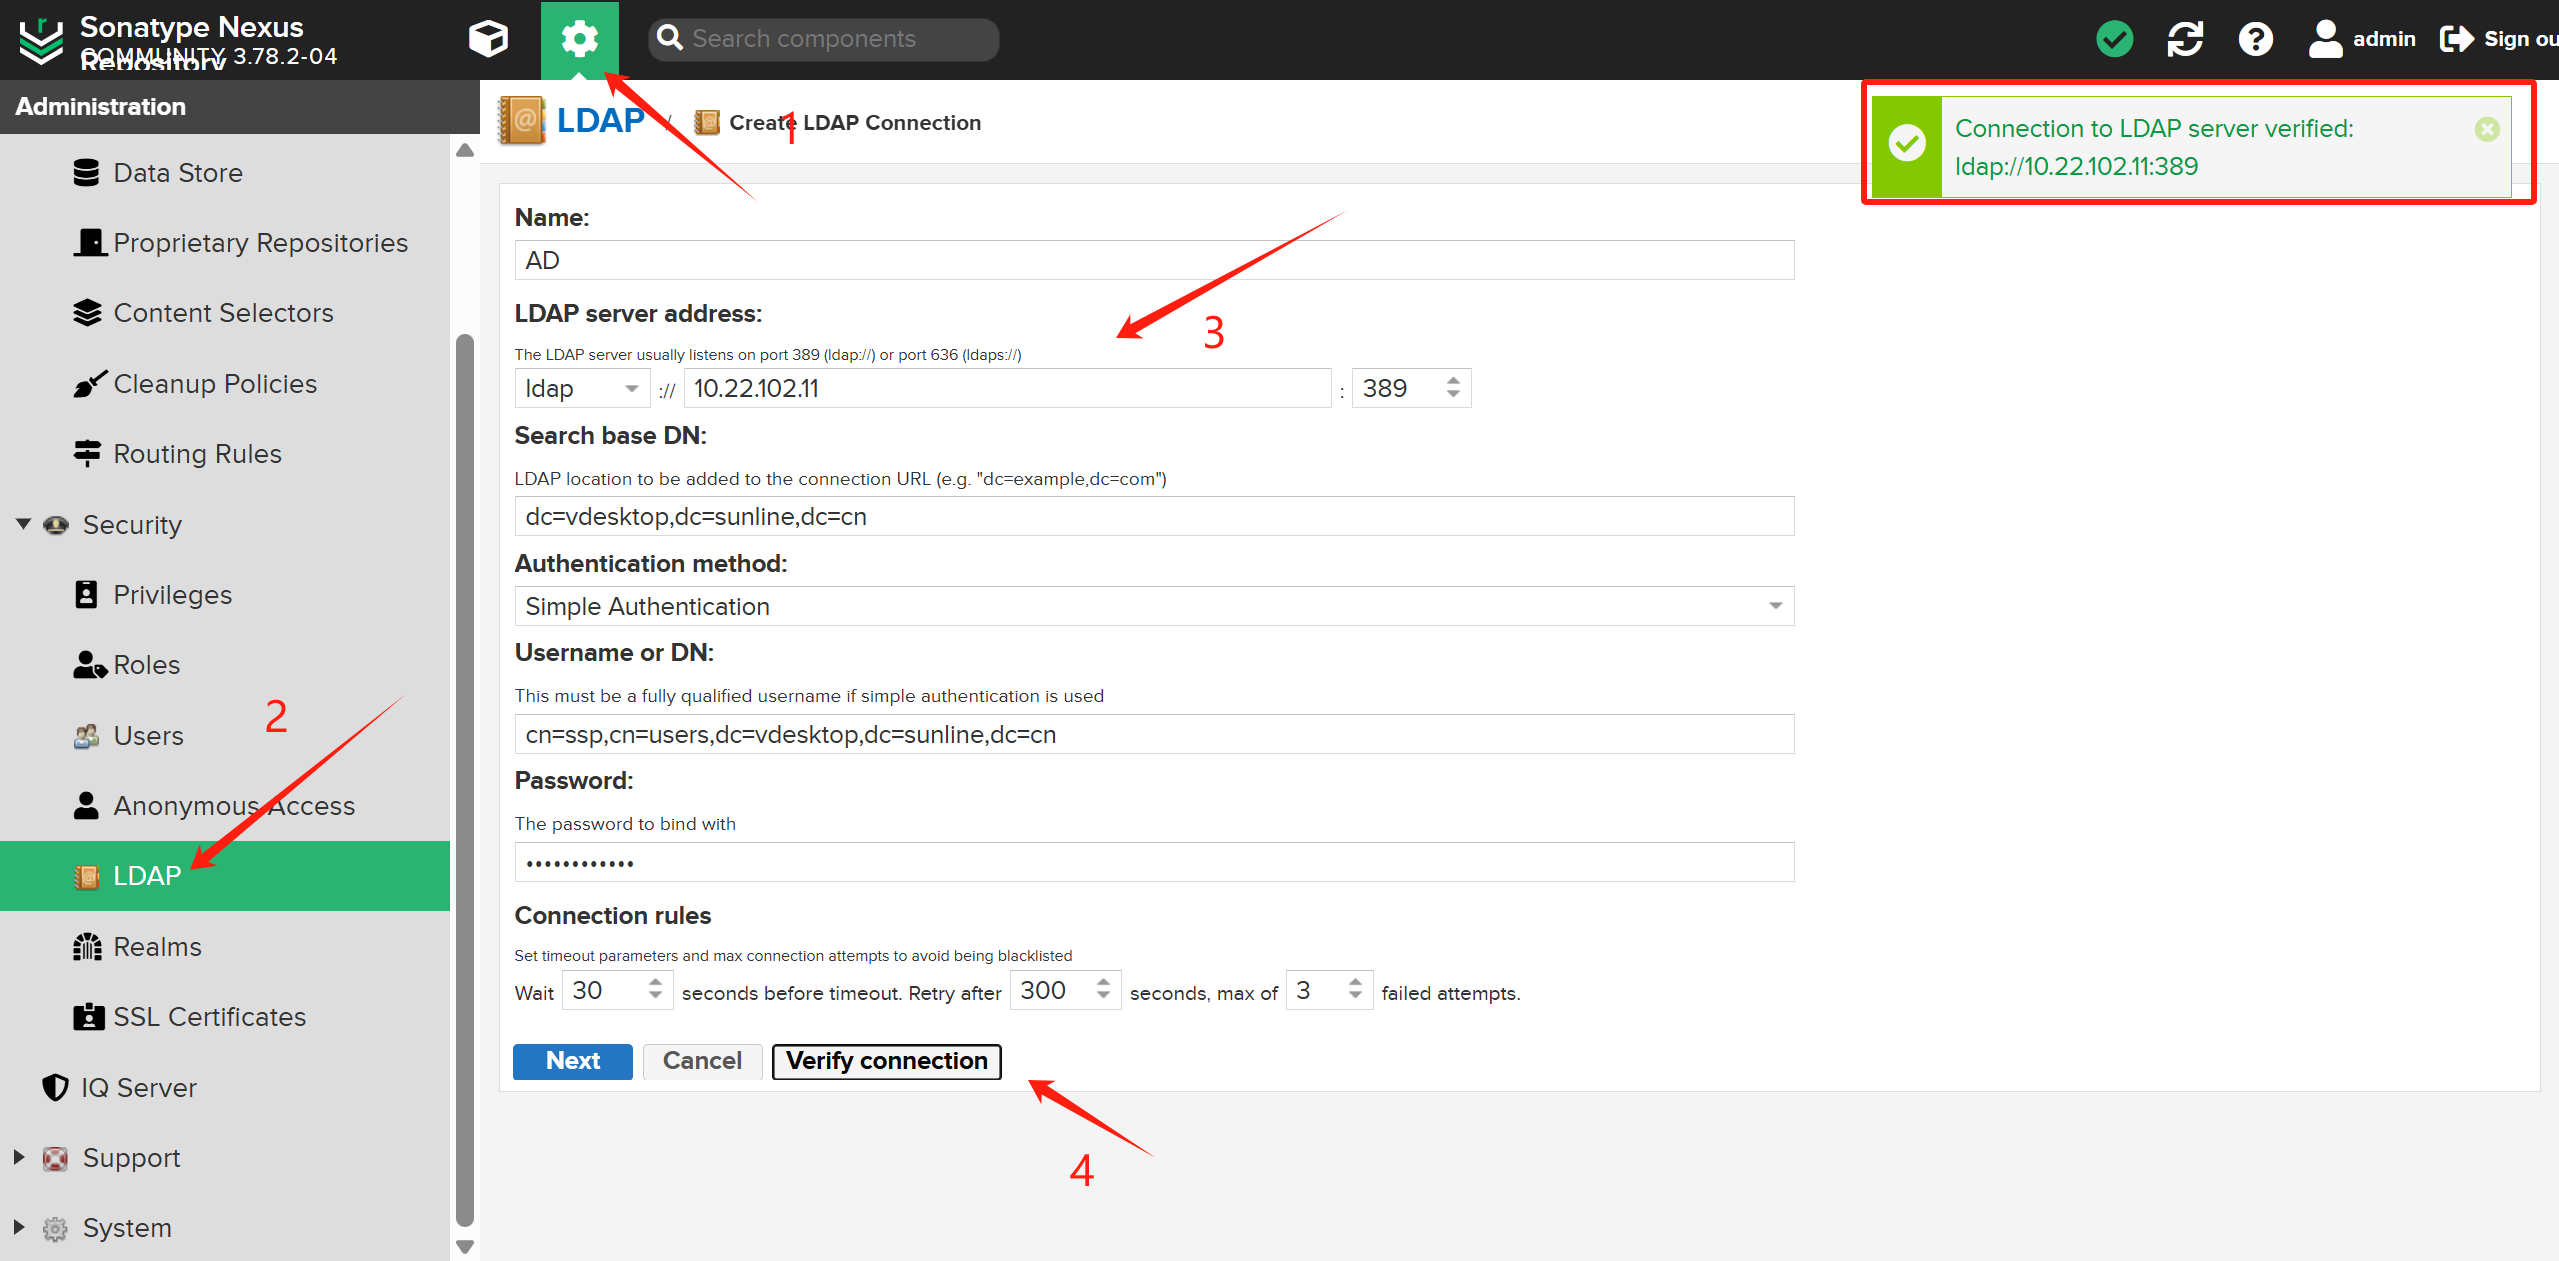 Sonatype Nexus
Repository
COMMUNITY 3.78.2-04
Search components
admin
Sign ou
Administration
Data Store
Proprietary Repositories
Content Selectors
Cleanup Policies
Routing Rules
Security
Privileges
Roles
Users
Anonymous Access
LDAP
Realms
SSL Certificates
IQ Server
Support
System
2
LDAP / Create LDAP Connection
1
Connection to LDAP server verified:
ldap://10.22.102.11:389
Name:
AD
LDAP server address:
3
The LDAP server usually listens on port 389 (ldap://) or port 636 (ldaps://)
ldap :// 10.22.102.11 : 389
Search base DN:
LDAP location to be added to the connection URL (e.g. "dc=example,dc=com")
dc=vdesktop,dc=sunline,dc=cn
Authentication method:
Simple Authentication
Username or DN:
This must be a fully qualified username if simple authentication is used
cn=ssp,cn=users,dc=vdesktop,dc=sunline,dc=cn
Password:
The password to bind with
••••••••••••
Connection rules
Set timeout parameters and max connection attempts to avoid being blacklisted
Wait 30 seconds before timeout. Retry after 300 seconds, max of 3 failed attempts.
Next Cancel Verify connection
4